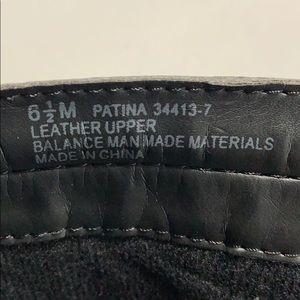 6½M PATINA 34413-7
LEATHER UPPER
BALANCE MAN MADE MATERIALS
MADE IN CHINA